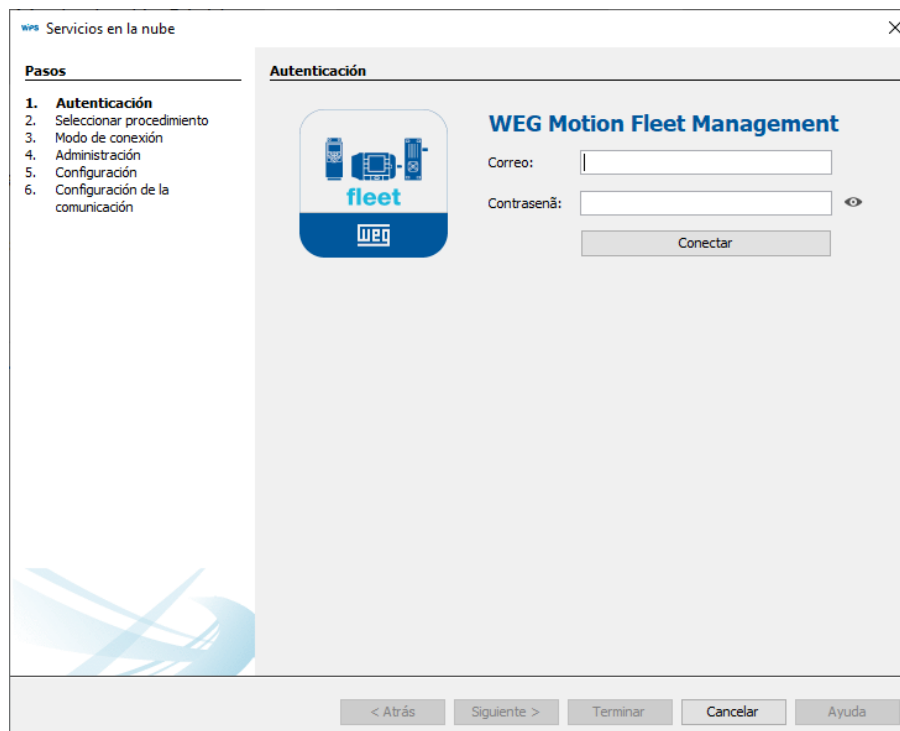 WPS Servicios en la nube
Pasos
1. Autenticación
2. Seleccionar procedimiento
3. Modo de conexión
4. Administración
5. Configuración
6. Configuración de la
comunicación
Autenticación
fleet
weg
WEG Motion Fleet Management
Correo:
Contrasenã:
Conectar
< Atrás
Siguiente >
Terminar
Cancelar
Ayuda